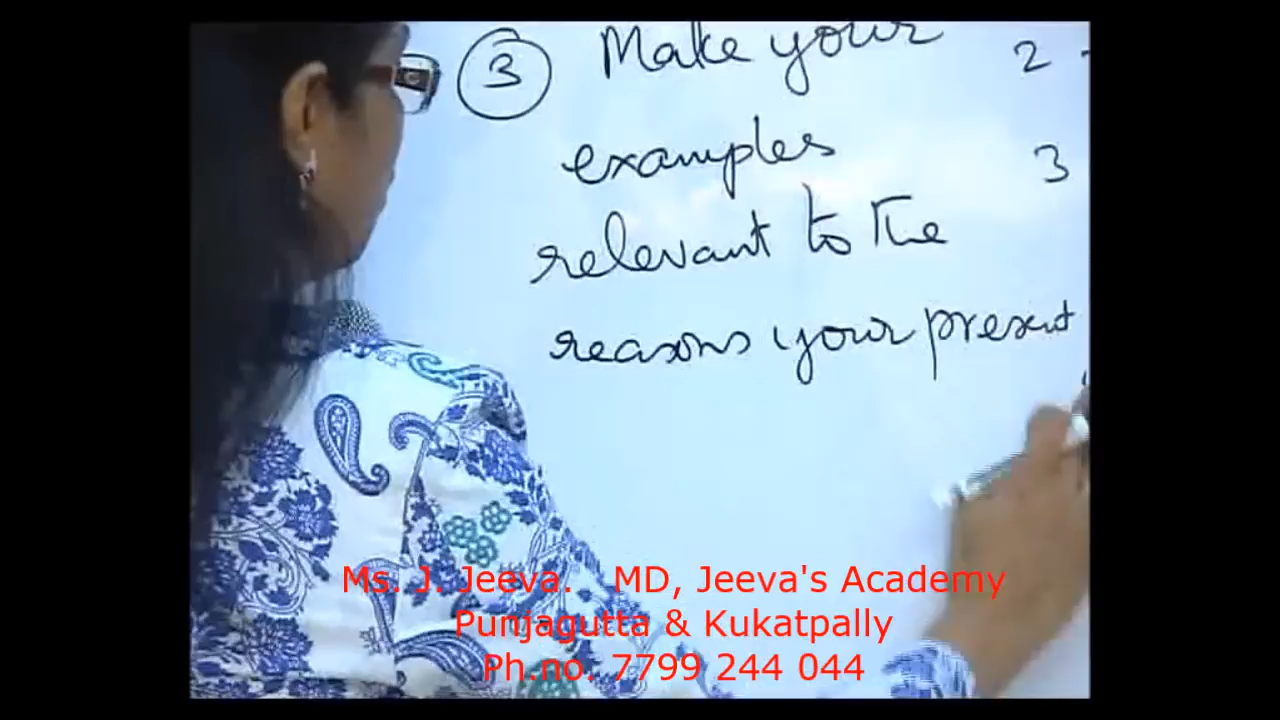 3 Make your
examples
relevant to the
reasons your present
2 -
3
Ms. J. Jeeva. MD, Jeeva's Academy
Punjagutta & Kukatpally
Ph.no. 7799 244 044